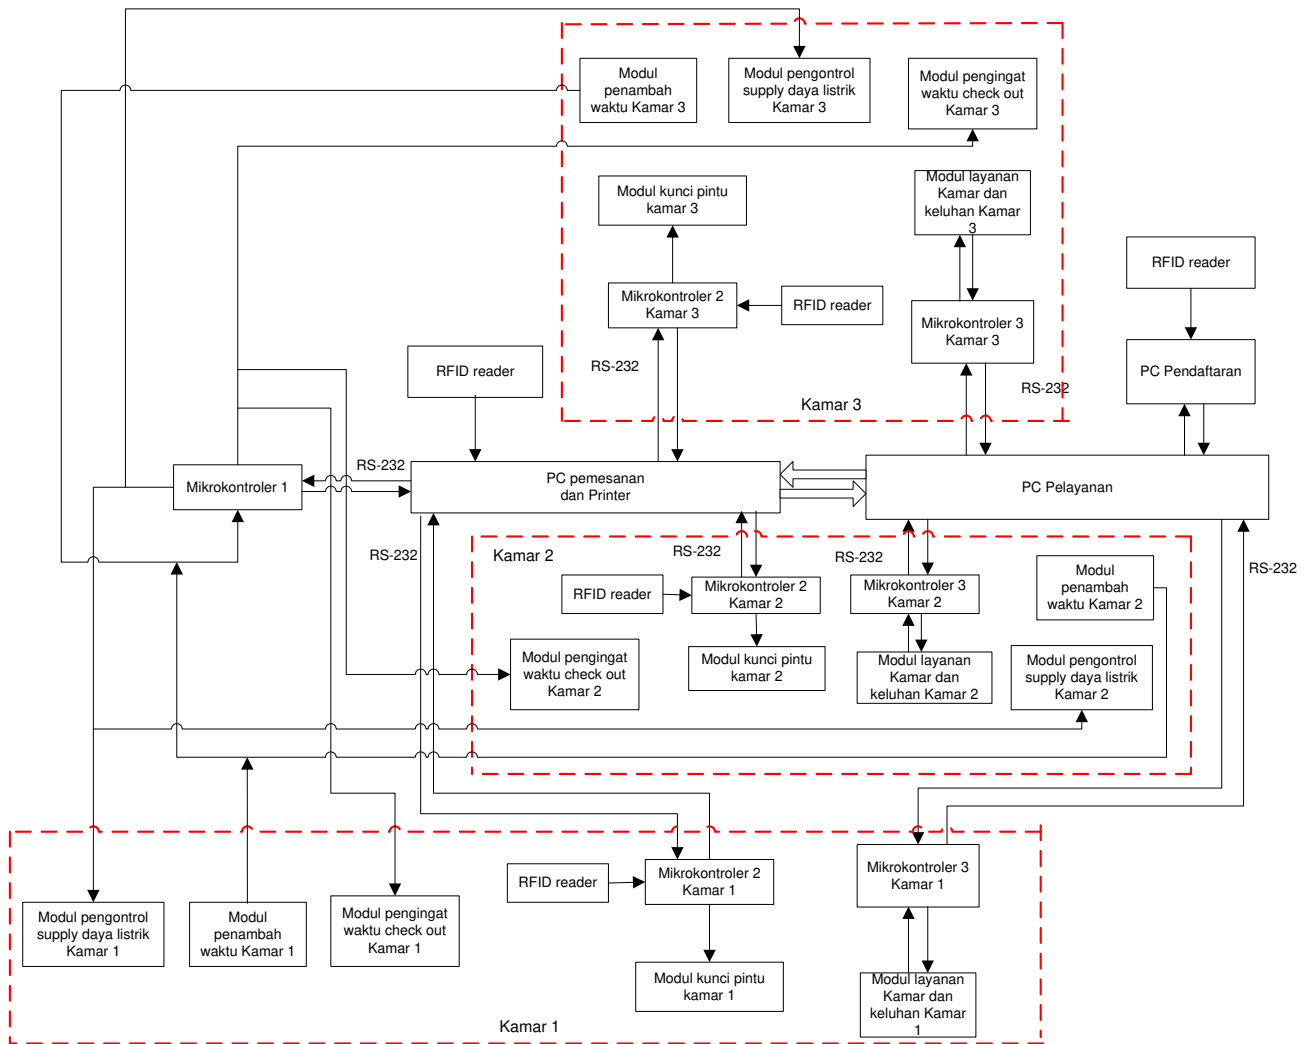 Modul
penambah
waktu Kamar 3
Modul pengontrol
supply daya listrik
Kamar 3
Modul pengingat
waktu check out
Kamar 3
Modul kunci pintu
kamar 3
Modul layanan
Kamar dan
keluhan Kamar
3
RFID reader
Mikrokontroler 2
Kamar 3
RFID reader
Mikrokontroler 3
Kamar 3
RS-232
RS-232
RFID reader
PC Pendaftaran
Kamar 3
RS-232
Mikrokontroler 1
PC pemesanan
dan Printer
PC Pelayanan
RS-232
Kamar 2
RS-232
RS-232
RS-232
RFID reader
Mikrokontroler 2
Kamar 2
Mikrokontroler 3
Kamar 2
Modul
penambah
waktu Kamar 2
Modul pengingat
waktu check out
Kamar 2
Modul kunci pintu
kamar 2
Modul layanan
Kamar dan
keluhan Kamar 2
Modul pengontrol
supply daya listrik
Kamar 2
RFID reader
Mikrokontroler 2
Kamar 1
Mikrokontroler 3
Kamar 1
Modul pengontrol
supply daya listrik
Kamar 1
Modul
penambah
waktu Kamar 1
Modul pengingat
waktu check out
Kamar 1
Modul kunci pintu
kamar 1
Modul layanan
Kamar dan
keluhan Kamar
1
Kamar 1